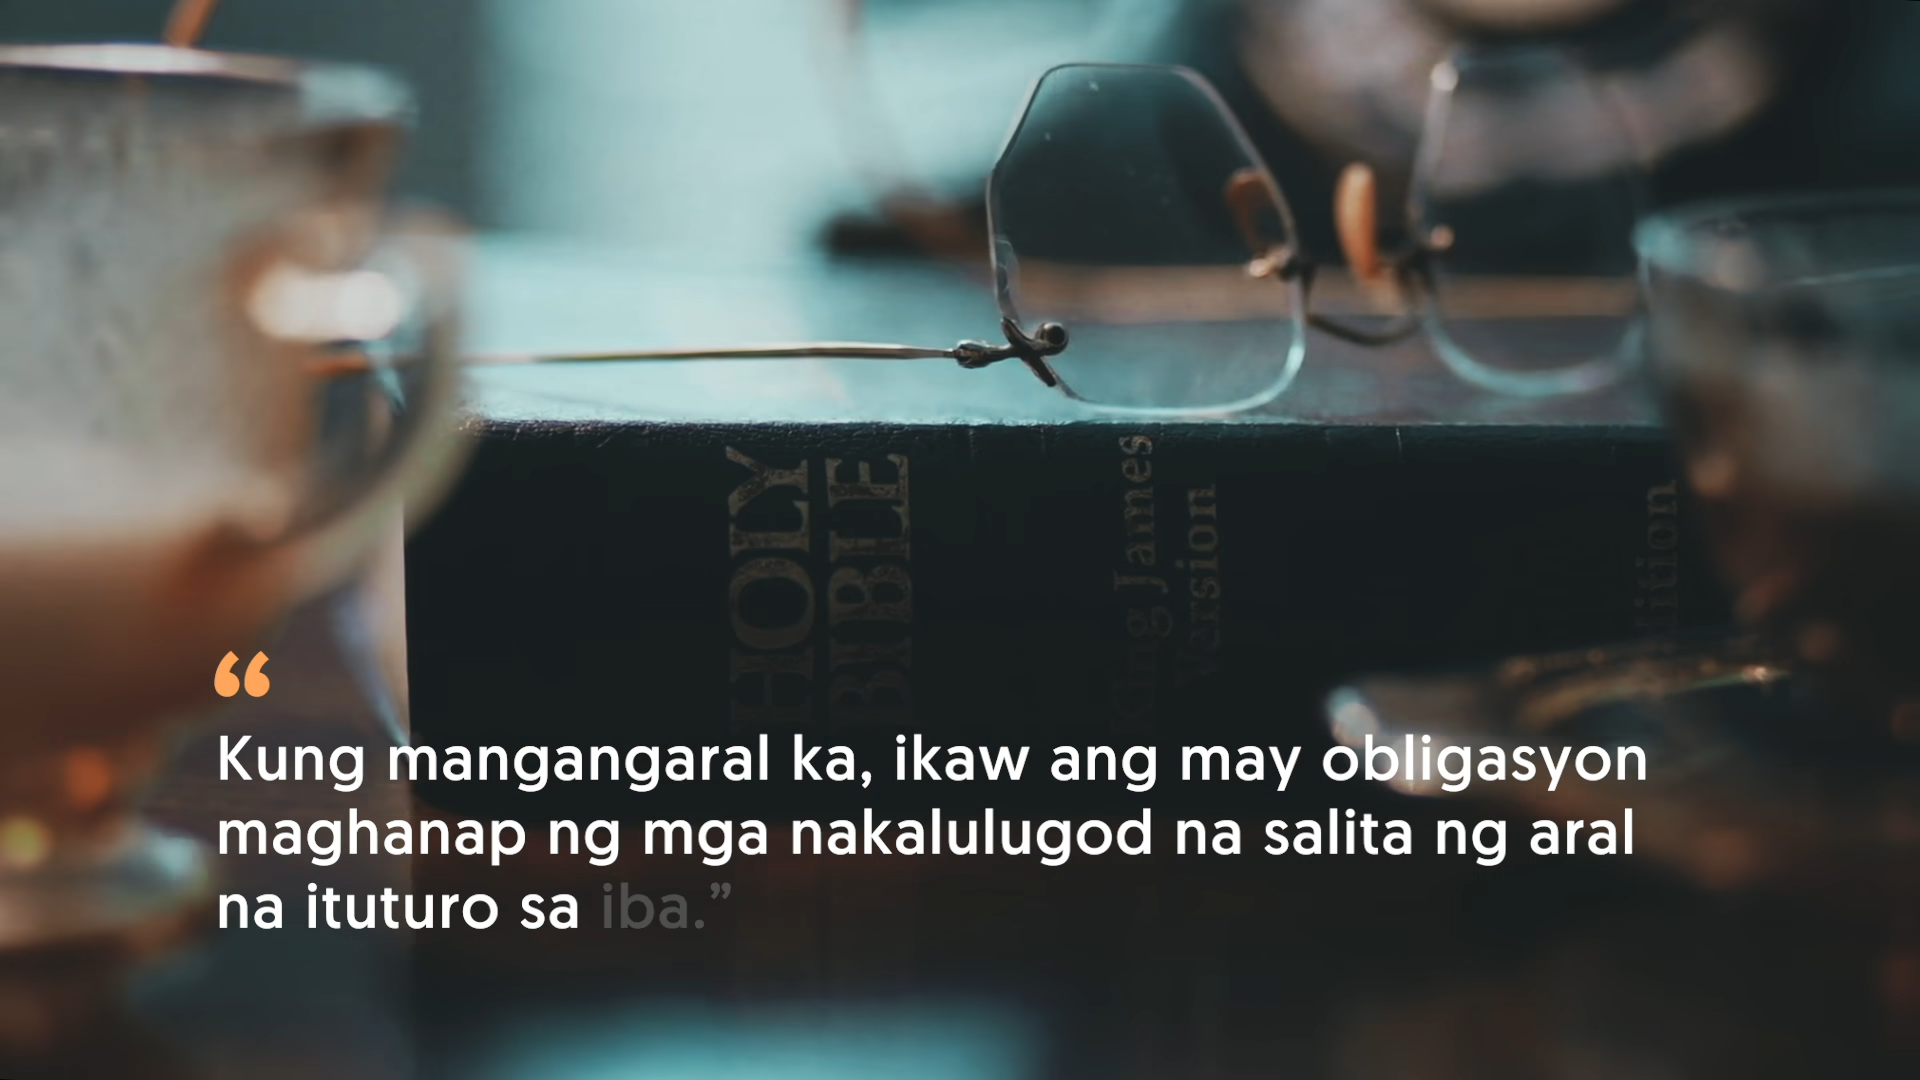 HOLY
BIBLE
King James
Version
“
Kung mangangaral ka, ikaw ang may obligasyon
maghanap ng mga nakalulugod na salita ng aral
na ituturo sa iba.”